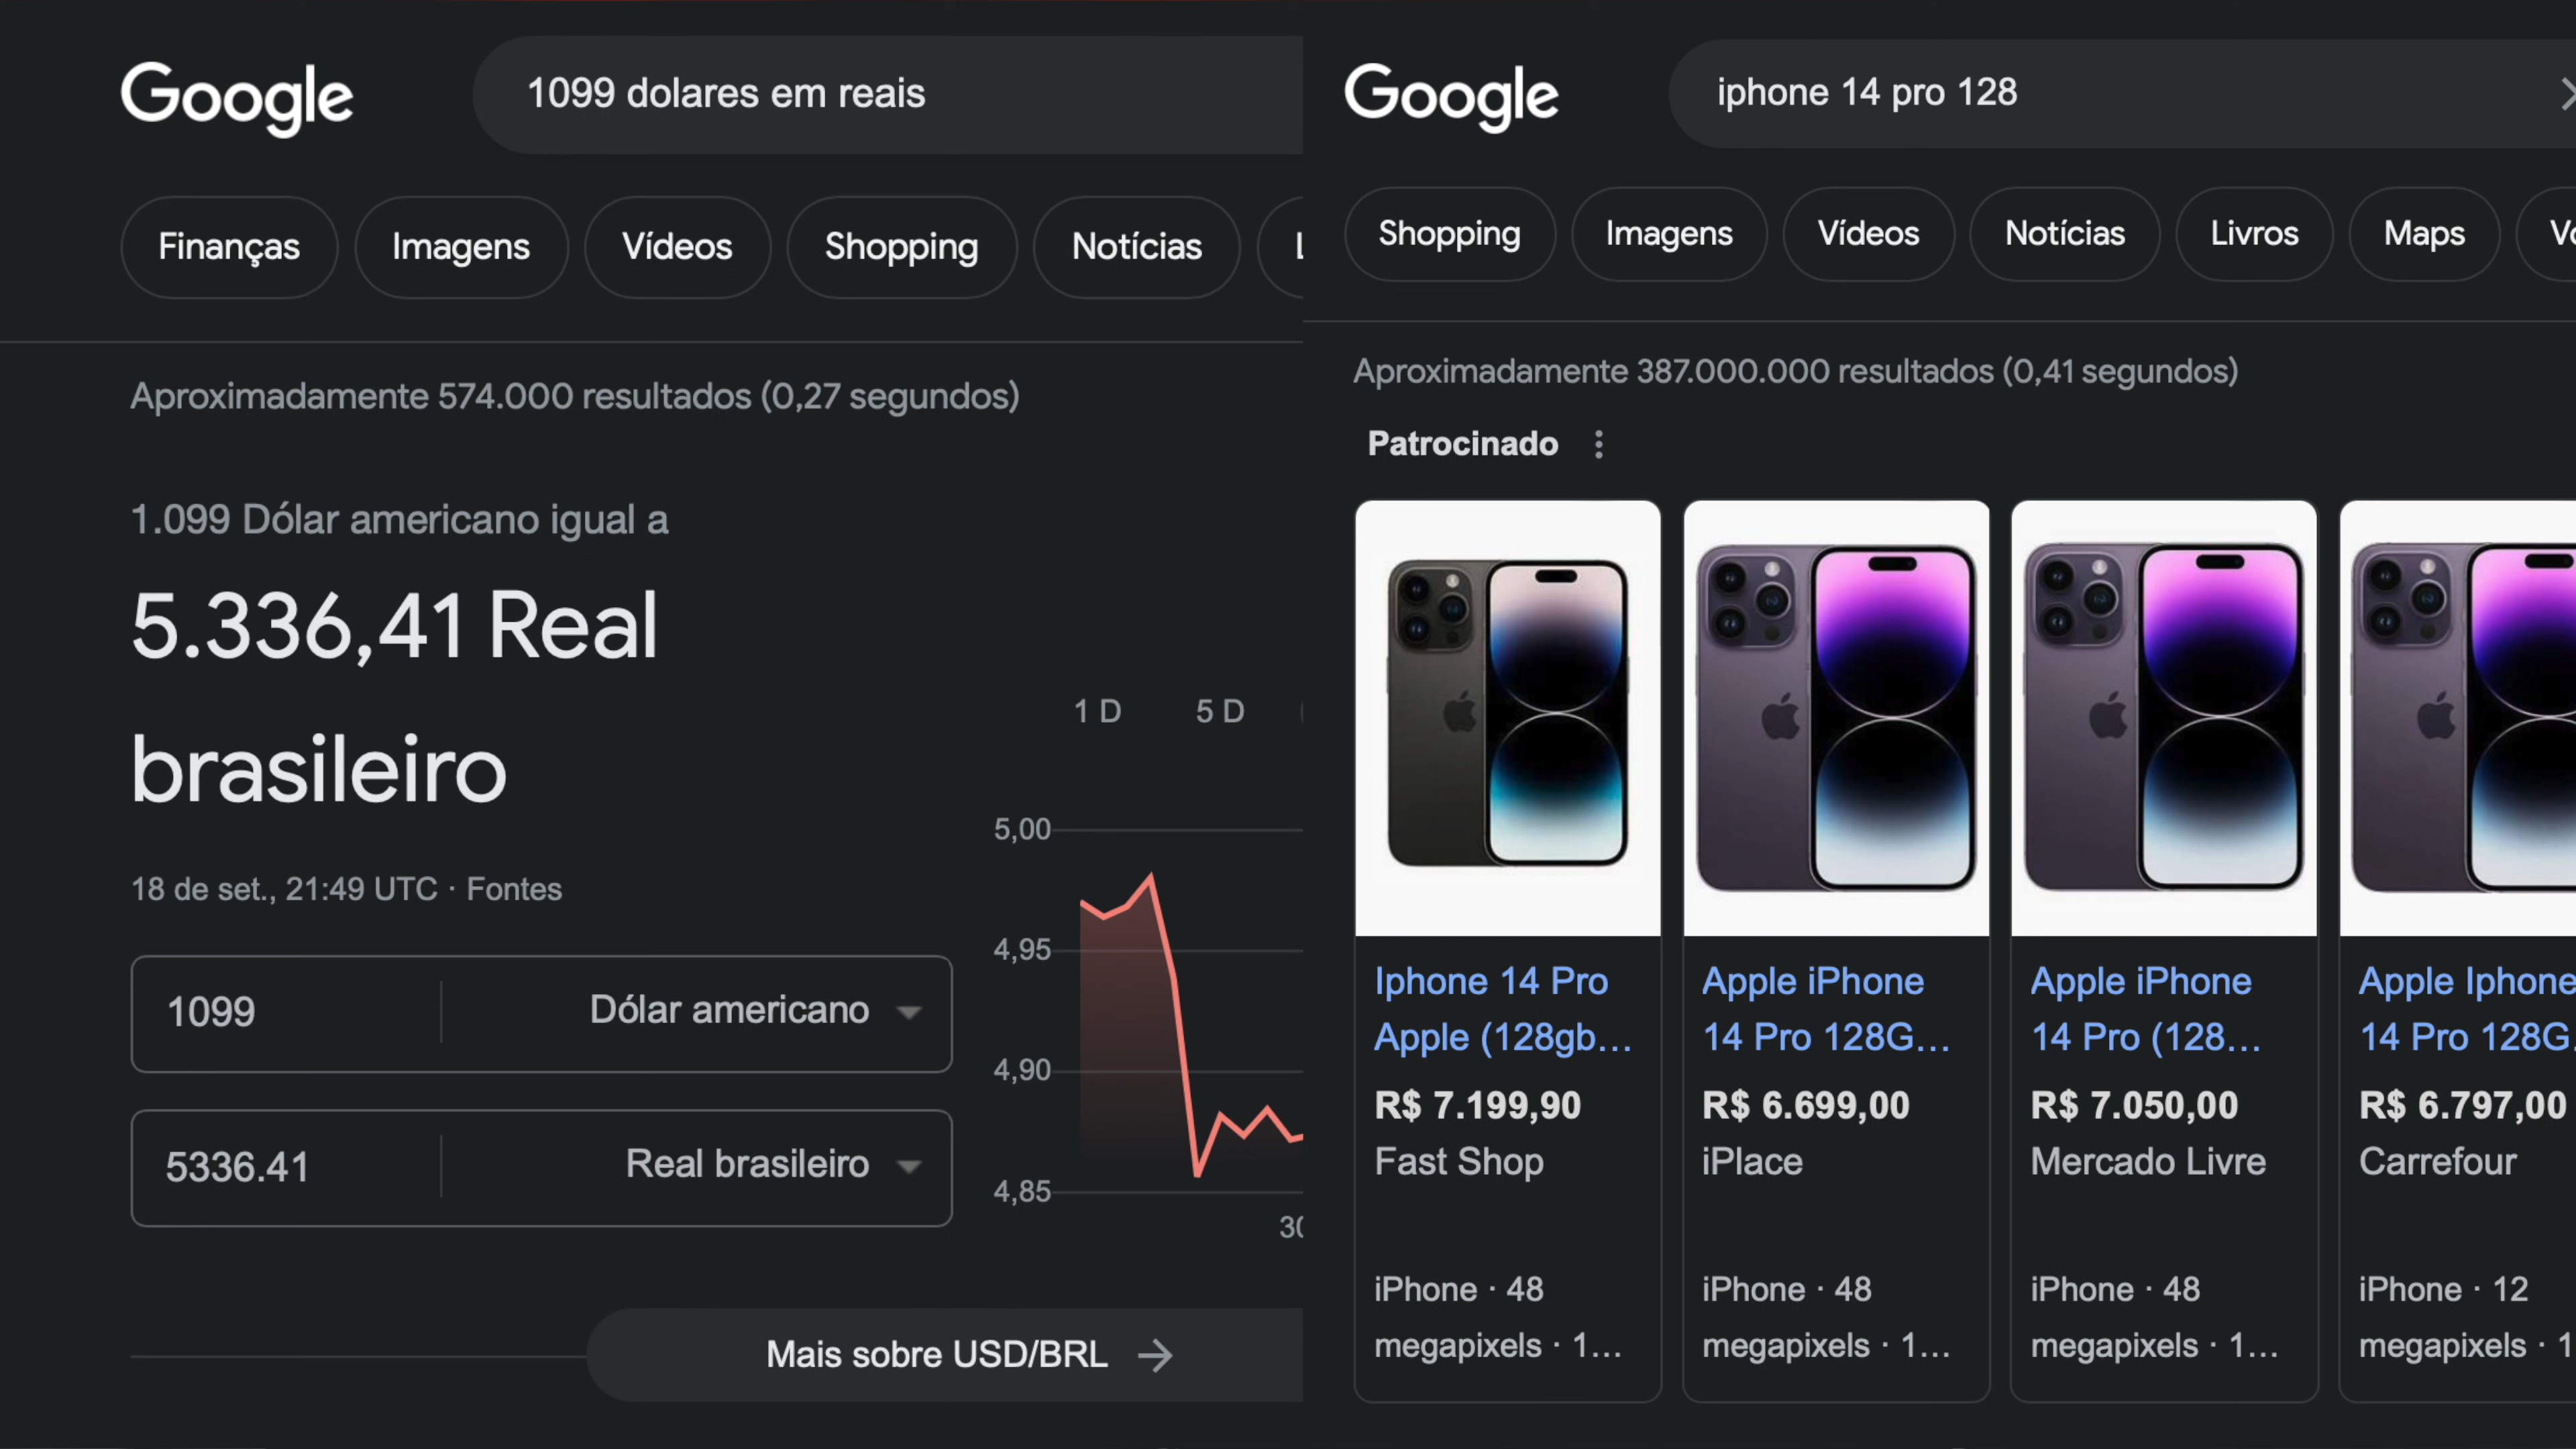 Google
1099 dolares em reais
Finanças
Imagens
Vídeos
Shopping
Notícias
Aproximadamente 574.000 resultados (0,27 segundos)
1.099 Dólar americano igual a
5.336,41 Real
brasileiro
18 de set., 21:49 UTC · Fontes
1099
Dólar americano
5336.41
Real brasileiro
1 D
5 D
5,00
4,95
4,90
4,85
30
Mais sobre USD/BRL
Google
iphone 14 pro 128
Shopping
Imagens
Vídeos
Notícias
Livros
Maps
Aproximadamente 387.000.000 resultados (0,41 segundos)
Patrocinado
Iphone 14 Pro
Apple (128gb...
R$ 7.199,90
Fast Shop
iPhone · 48
megapixels · 1...
Apple iPhone
14 Pro 128G...
R$ 6.699,00
iPlace
iPhone · 48
megapixels · 1...
Apple iPhone
14 Pro (128...
R$ 7.050,00
Mercado Livre
iPhone · 48
megapixels · 1...
Apple Iphone
14 Pro 128G
R$ 6.797,00
Carrefour
iPhone · 12
megapixels · 1